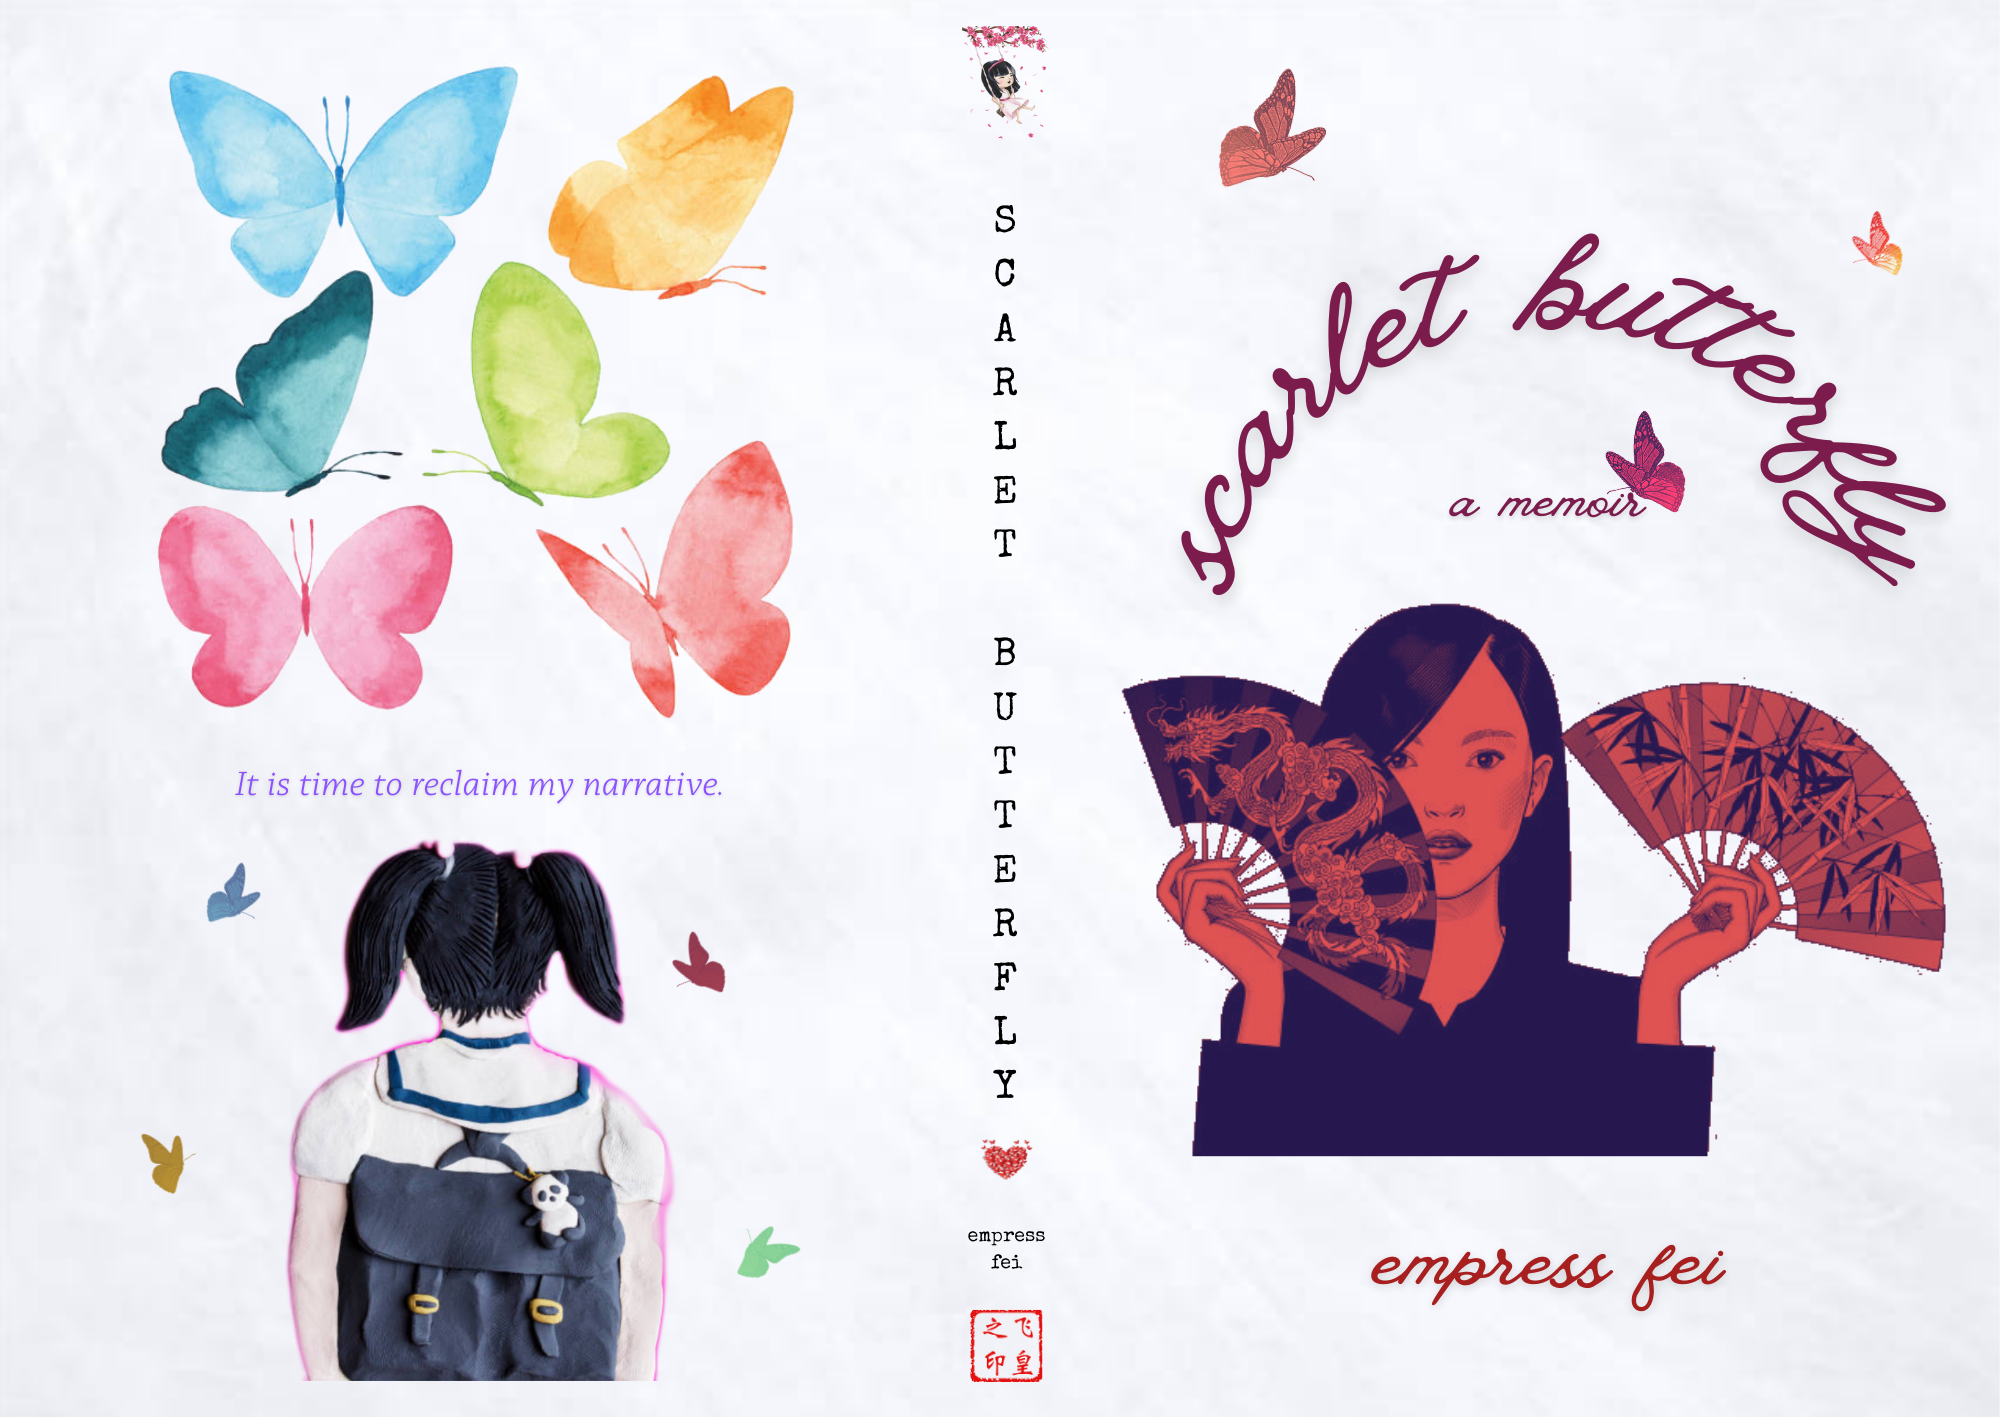 It is time to reclaim my narrative.
SCARLET BUTTERFLY
empress
fei
飞皇
之印
scarlet butterfly
a memoir
empress fei